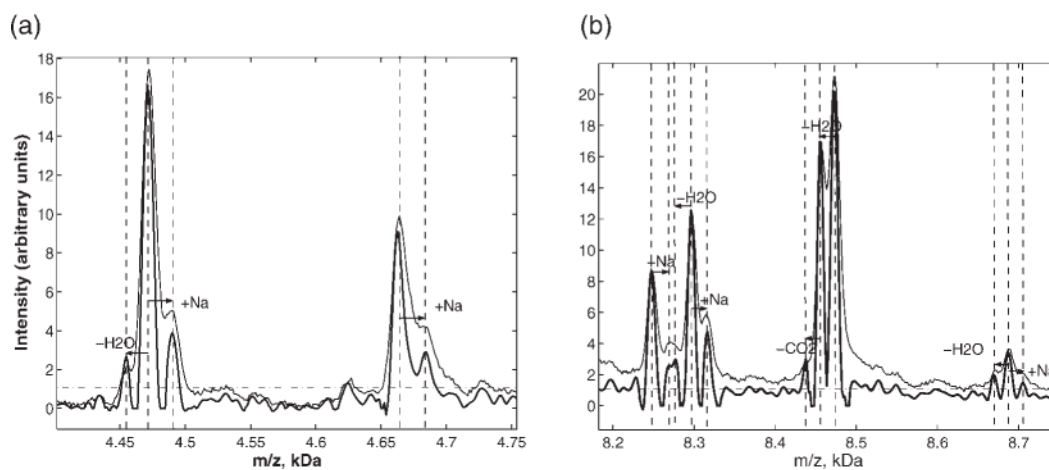 (a)
18
16
14
12
10
8
6
4
2
0
Intensity (arbitrary units)
−H2O
+Na
+Na
4.45 4.5 4.55 4.6 4.65 4.7 4.75
m/z, kDa
(b)
20
18
16
14
12
10
8
6
4
2
0
−H2O
−H2O
−Na
+Na
−CO2
−H2O
+Na
8.2 8.3 8.4 8.5 8.6 8.7
m/z, kDa